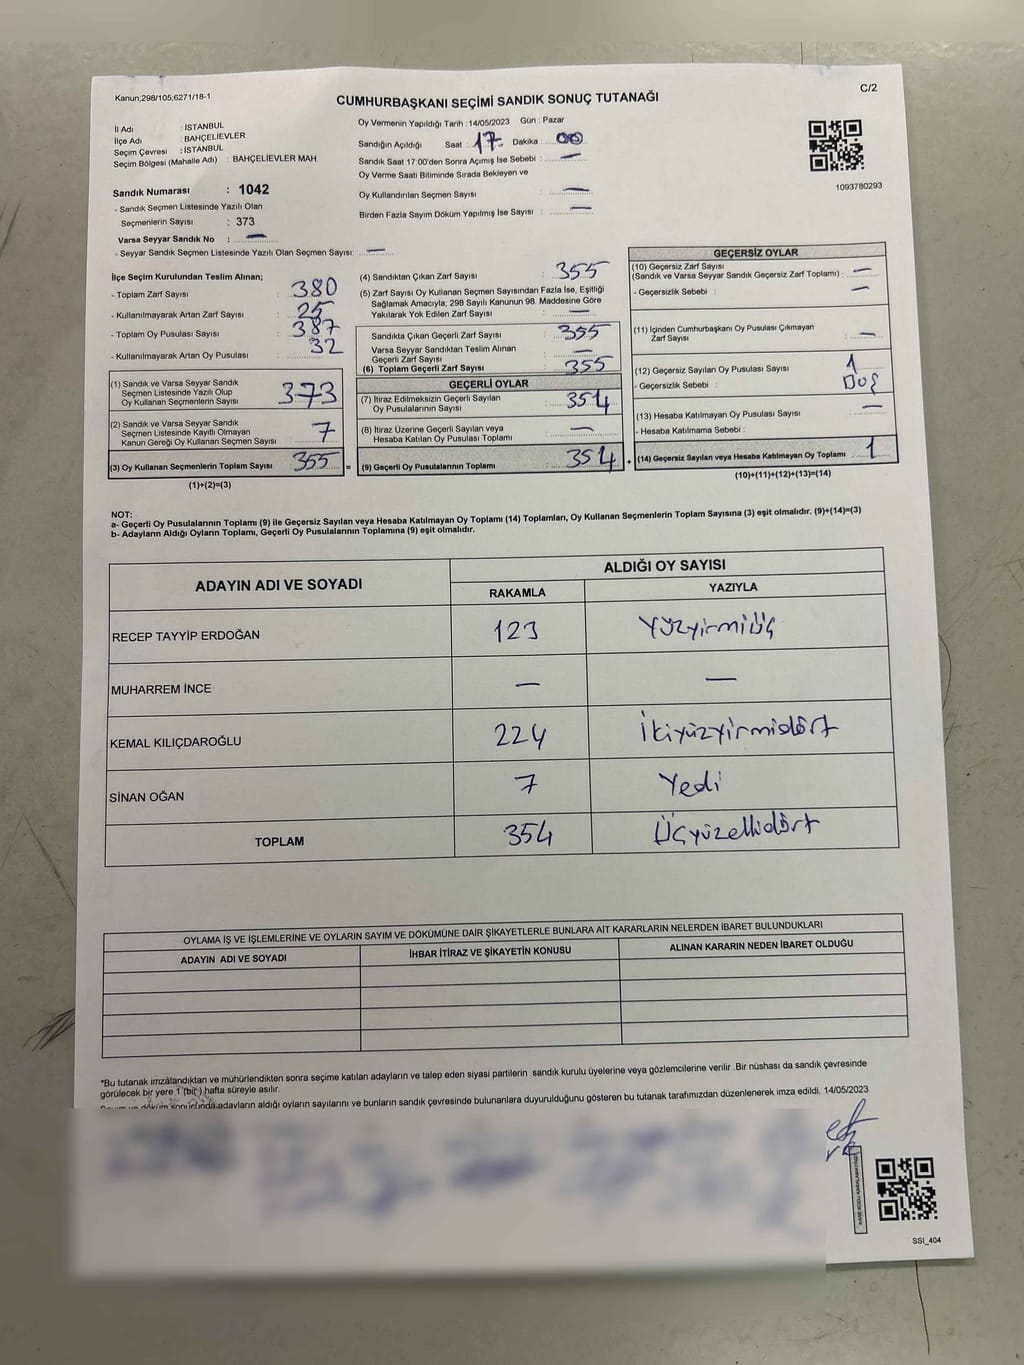 Kanun;298/105;6271/18-1
CUMHURBAŞKANI SEÇİMİ SANDIK SONUÇ TUTANAĞI
C/2
İl Adı : İSTANBUL
İlçe Adı : BAHÇELİEVLER
Seçim Çevresi : İSTANBUL
Seçim Bölgesi (Mahalle Adı) : BAHÇELİEVLER MAH.
Sandık Numarası : 1042
- Sandık Seçmen Listesinde Yazılı Olan
Seçmenlerin Sayısı : 373
Varsa Seyyar Sandık No : —
- Seyyar Sandık Seçmen Listesinde Yazılı Olan Seçmen Sayısı: —
Oy Vermenin Yapıldığı Tarih : 14/05/2023 Gün : Pazar
Sandığın Açıldığı Saat : 17 Dakika : 00
Sandık Saat 17:00'den Sonra Açımış İse Sebebi : —
Oy Verme Saati Bitiminde Sırada Bekleyen ve
Oy Kullandırılan Seçmen Sayısı —
Birden Fazla Sayım Döküm Yapılmış İse Sayısı : —
1093780293
İlçe Seçim Kurulundan Teslim Alınan;
- Toplam Zarf Sayısı : 380
- Kullanılmayarak Artan Zarf Sayısı : 25
- Toplam Oy Pusulası Sayısı : 387
- Kullanılmayarak Artan Oy Pusulası : 32
(1) Sandık ve Varsa Seyyar Sandık
Seçmen Listesinde Yazılı Olup
Oy Kullanan Seçmenlerin Sayısı : 373
(2) Sandık ve Varsa Seyyar Sandık
Seçmen Listesinde Kayıtlı Olmayan
Kanun Gereği Oy Kullanan Seçmen Sayısı : 7
(3) Oy Kullanan Seçmenlerin Toplam Sayısı : 355 =
(1)+(2)=(3)
(4) Sandıktan Çıkan Zarf Sayısı : 355
(5) Zarf Sayısı Oy Kullanan Seçmen Sayısından Fazla İse, Eşitliği
Sağlamak Amacıyla; 298 Sayılı Kanunun 98. Maddesine Göre
Yakılarak Yok Edilen Zarf Sayısı : —
Sandıkta Çıkan Geçerli Zarf Sayısı : 355
Varsa Seyyar Sandıktan Teslim Alınan
Geçerli Zarf Sayısı : —
(6) Toplam Geçerli Zarf Sayısı : 355
GEÇERLİ OYLAR
(7) İtiraz Edilmeksizin Geçerli Sayılan
Oy Pusulalarının Sayısı : 354
(8) İtiraz Üzerine Geçerli Sayılan veya
Hesaba Katılan Oy Pusulası Toplamı : —
(9) Geçerli Oy Pusulalarının Toplamı : 354 +
GEÇERSİZ OYLAR
(10) Geçersiz Zarf Sayısı
(Sandık ve Varsa Seyyar Sandık Geçersiz Zarf Toplamı) : —
- Geçersizlik Sebebi : —
(11) İçinden Cumhurbaşkanı Oy Pusulası Çıkmayan
Zarf Sayısı : —
(12) Geçersiz Sayılan Oy Pusulası Sayısı : 1
- Geçersizlik Sebebi : Boş
(13) Hesaba Katılmayan Oy Pusulası Sayısı : —
- Hesaba Katılmama Sebebi :
(14) Geçersiz Sayılan veya Hesaba Katılmayan Oy Toplamı : 1
(10)+(11)+(12)+(13)=(14)
NOT:
a- Geçerli Oy Pusulalarının Toplamı (9) ile Geçersiz Sayılan veya Hesaba Katılmayan Oy Toplamı (14) Toplamları, Oy Kullanan Seçmenlerin Toplam Sayısına (3) eşit olmalıdır. (9)+(14)=(3)
b- Adayların Aldığı Oyların Toplamı, Geçerli Oy Pusulalarının Toplamına (9) eşit olmalıdır.
ADAYIN ADI VE SOYADI
ALDIĞI OY SAYISI
RAKAMLA YAZIYLA
RECEP TAYYİP ERDOĞAN 123 Yüzyirmiüç
MUHARREM İNCE — —
KEMAL KILIÇDAROĞLU 224 İkiyüzyirmidört
SİNAN OĞAN 7 Yedi
TOPLAM 354 Üçyüzellidört
OYLAMA İŞ VE İŞLEMLERİNE VE OYLARIN SAYIM VE DÖKÜMÜNE DAİR ŞİKAYETLERLE BUNLARA AİT KARARLARIN NELERDEN İBARET BULUNDUKLARI
ADAYIN ADI VE SOYADI İHBAR İTİRAZ VE ŞİKAYETİN KONUSU ALINAN KARARIN NEDEN İBARET OLDUĞU
*Bu tutanak imzalandıktan ve mühürlendikten sonra seçime katılan adayların ve talep eden siyasi partilerin sandık kurulu üyelerine veya gözlemcilerine verilir .Bir nüshası da sandık çevresinde
görülecek bir yere 1 (bir ) hafta süreyle asılır.
Sayım ve döküm sonucunda adayların aldığı oyların sayılarını ve bunların sandık çevresinde bulunanlara duyurulduğunu gösteren bu tutanak tarafımızdan düzenlenerek imza edildi. 14/05/2023
SSI_404